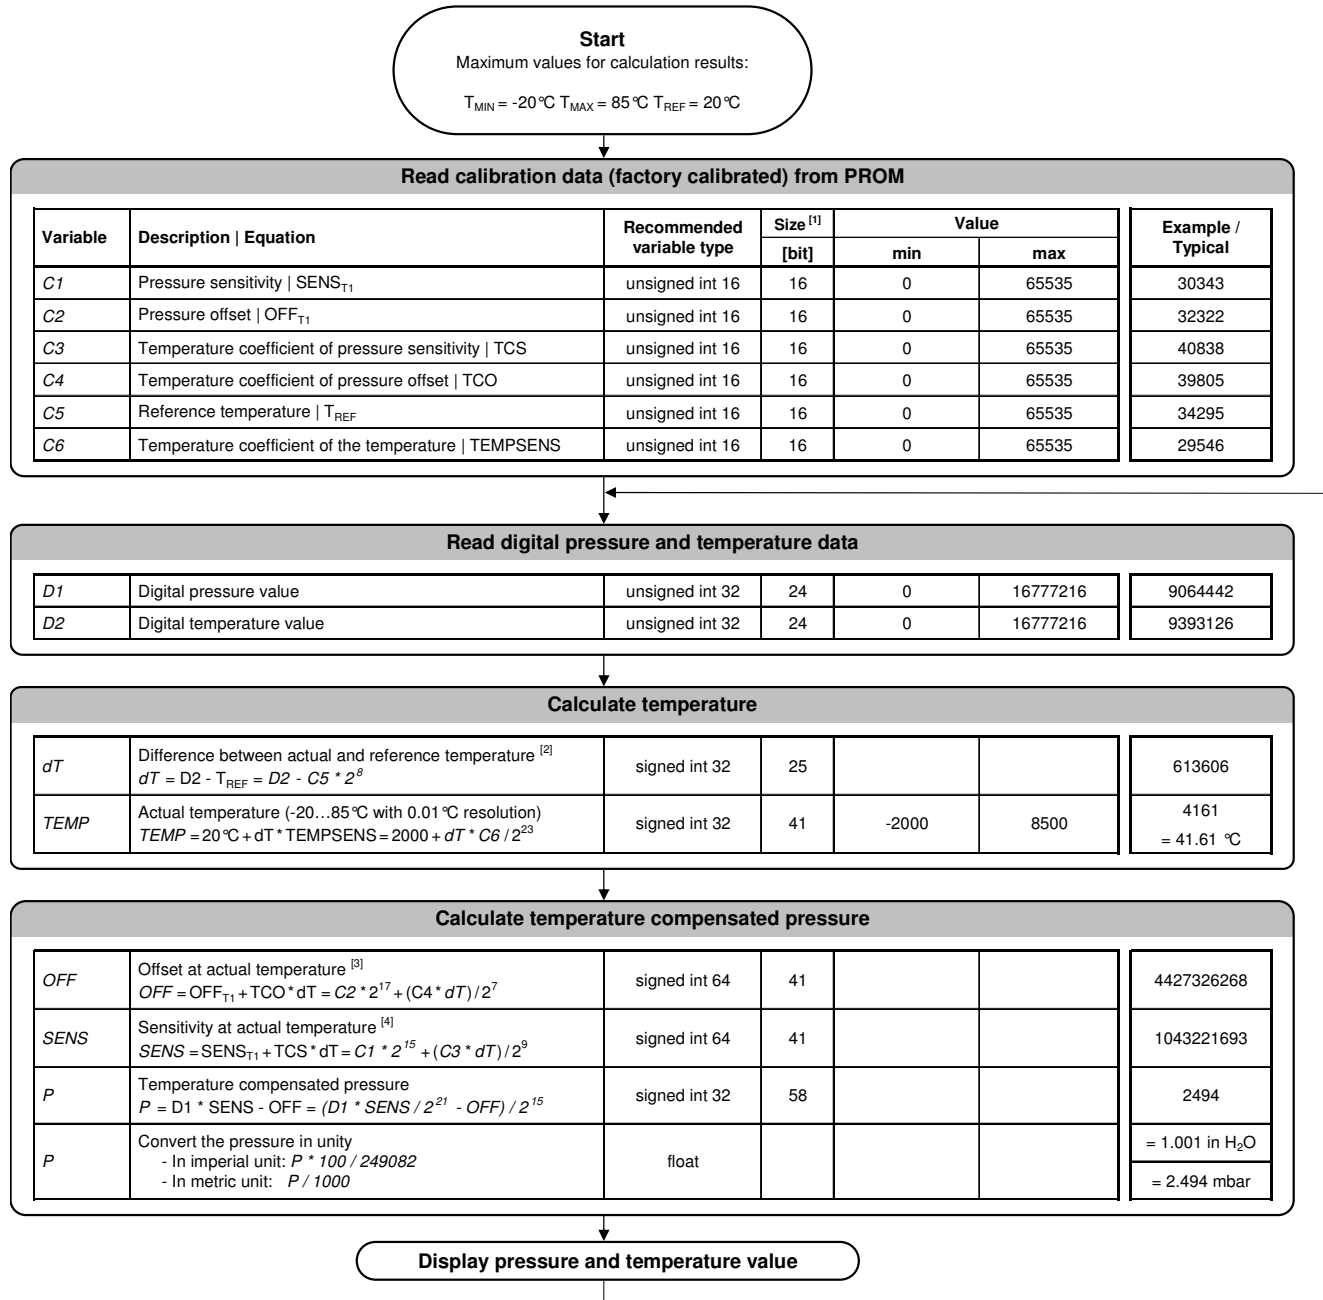 Start
Maximum values for calculation results:
T_MIN = -20°C T_MAX = 85°C T_REF = 20°C
Read calibration data (factory calibrated) from PROM
Variable | Description | Equation | Recommended variable type | Size [1] [bit] | Value min | max | Example / Typical
C1 Pressure sensitivity | SENS_T1 unsigned int 16 16 0 65535 30343
C2 Pressure offset | OFF_T1 unsigned int 16 16 0 65535 32322
C3 Temperature coefficient of pressure sensitivity | TCS unsigned int 16 16 0 65535 40838
C4 Temperature coefficient of pressure offset | TCO unsigned int 16 16 0 65535 39805
C5 Reference temperature | T_REF unsigned int 16 16 0 65535 34295
C6 Temperature coefficient of the temperature | TEMPSENS unsigned int 16 16 0 65535 29546
Read digital pressure and temperature data
D1 Digital pressure value unsigned int 32 24 0 16777216 9064442
D2 Digital temperature value unsigned int 32 24 0 16777216 9393126
Calculate temperature
dT Difference between actual and reference temperature [2]
dT = D2 - T_REF = D2 - C5 * 2^8
signed int 32 25 613606
TEMP Actual temperature (-20…85°C with 0.01°C resolution)
TEMP = 20°C + dT * TEMPSENS = 2000 + dT * C6 / 2^23
signed int 32 41 -2000 8500 4161
= 41.61 °C
Calculate temperature compensated pressure
OFF Offset at actual temperature [3]
OFF = OFF_T1 + TCO * dT = C2 * 2^17 + (C4 * dT) / 2^7
signed int 64 41 4427326268
SENS Sensitivity at actual temperature [4]
SENS = SENS_T1 + TCS * dT = C1 * 2^15 + (C3 * dT) / 2^9
signed int 64 41 1043221693
P Temperature compensated pressure
P = D1 * SENS - OFF = (D1 * SENS / 2^21 - OFF) / 2^15
signed int 32 58 2494
P Convert the pressure in unity
- In imperial unit: P * 100 / 249082
- In metric unit: P / 1000
float
= 1.001 in H2O
= 2.494 mbar
Display pressure and temperature value